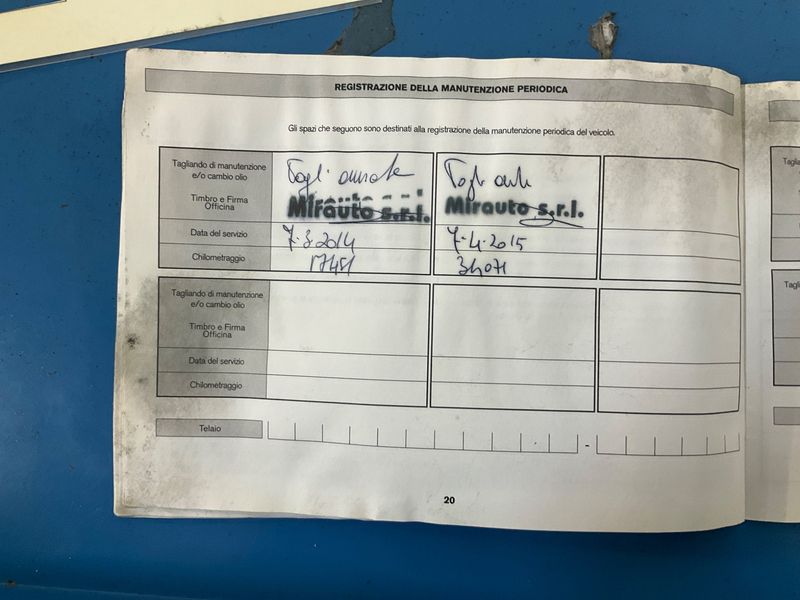 REGISTRAZIONE DELLA MANUTENZIONE PERIODICA
Gli spazi che seguono sono destinati alla registrazione della manutenzione periodica del veicolo.
Tagliando di manutenzione
e/o cambio olio
Timbro e Firma
Officina
Mirauto s.r.l. Mirauto s.r.l.
Data del servizio 7-3-2014 7-4-2015
Chilometraggio 17451 34071
Tagliando di manutenzione
e/o cambio olio
Timbro e Firma
Officina
Data del servizio
Chilometraggio
Telaio -
20